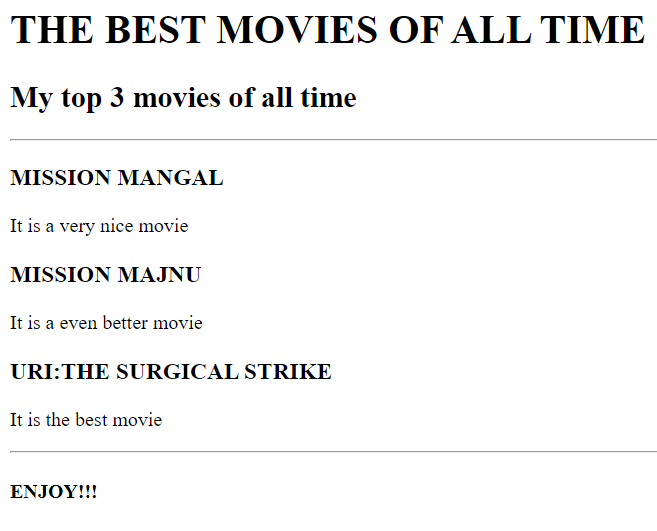 THE BEST MOVIES OF ALL TIME
My top 3 movies of all time
MISSION MANGAL
It is a very nice movie
MISSION MAJNU
It is a even better movie
URI:THE SURGICAL STRIKE
It is the best movie
ENJOY!!!